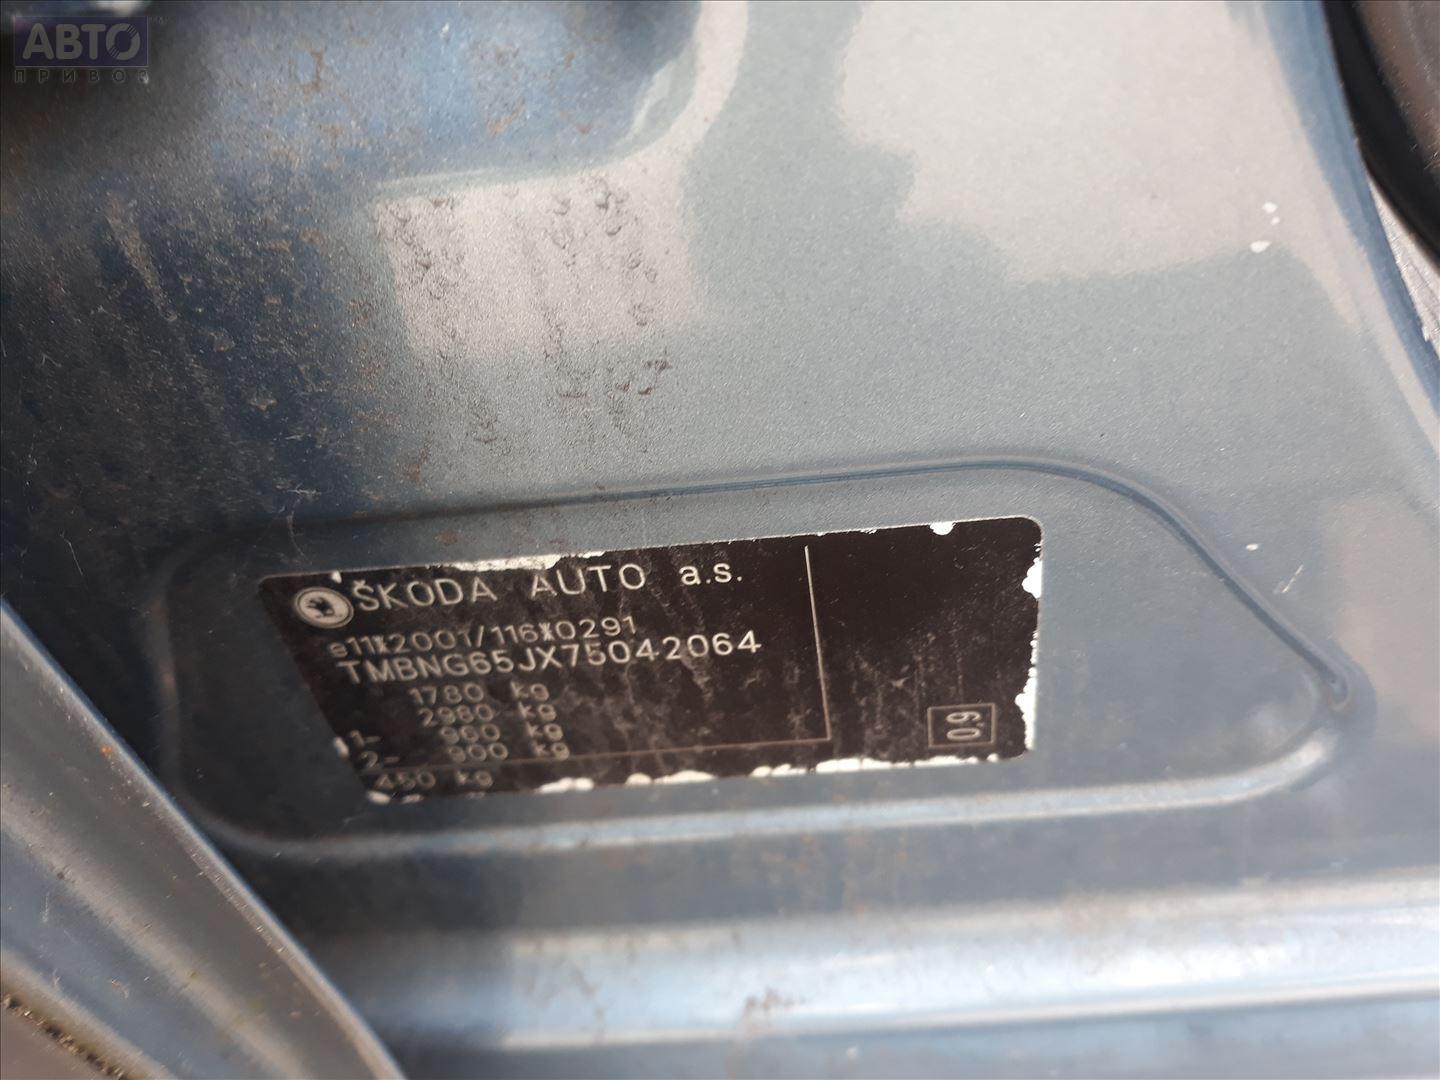 АВТО
ПРИВОЗ
ŠKODA AUTO a.s.
e11*2001/116*0291
TMBNG65JX75042064
1780 kg
2980 kg
1- 960 kg
2- 900 kg
450 kg
0,9